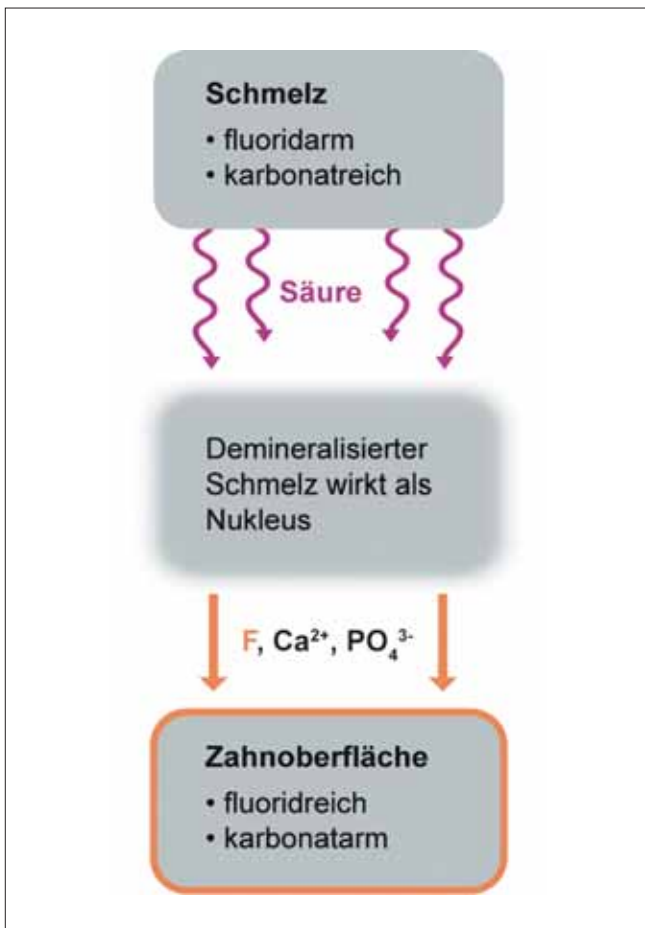 Schmelz
• fluoridarm
• karbonatreich
Säure
Demineralisierter
Schmelz wirkt als
Nukleus
F, Ca²⁺, PO₄³⁻
Zahnoberfläche
• fluoridreich
• karbonatarm